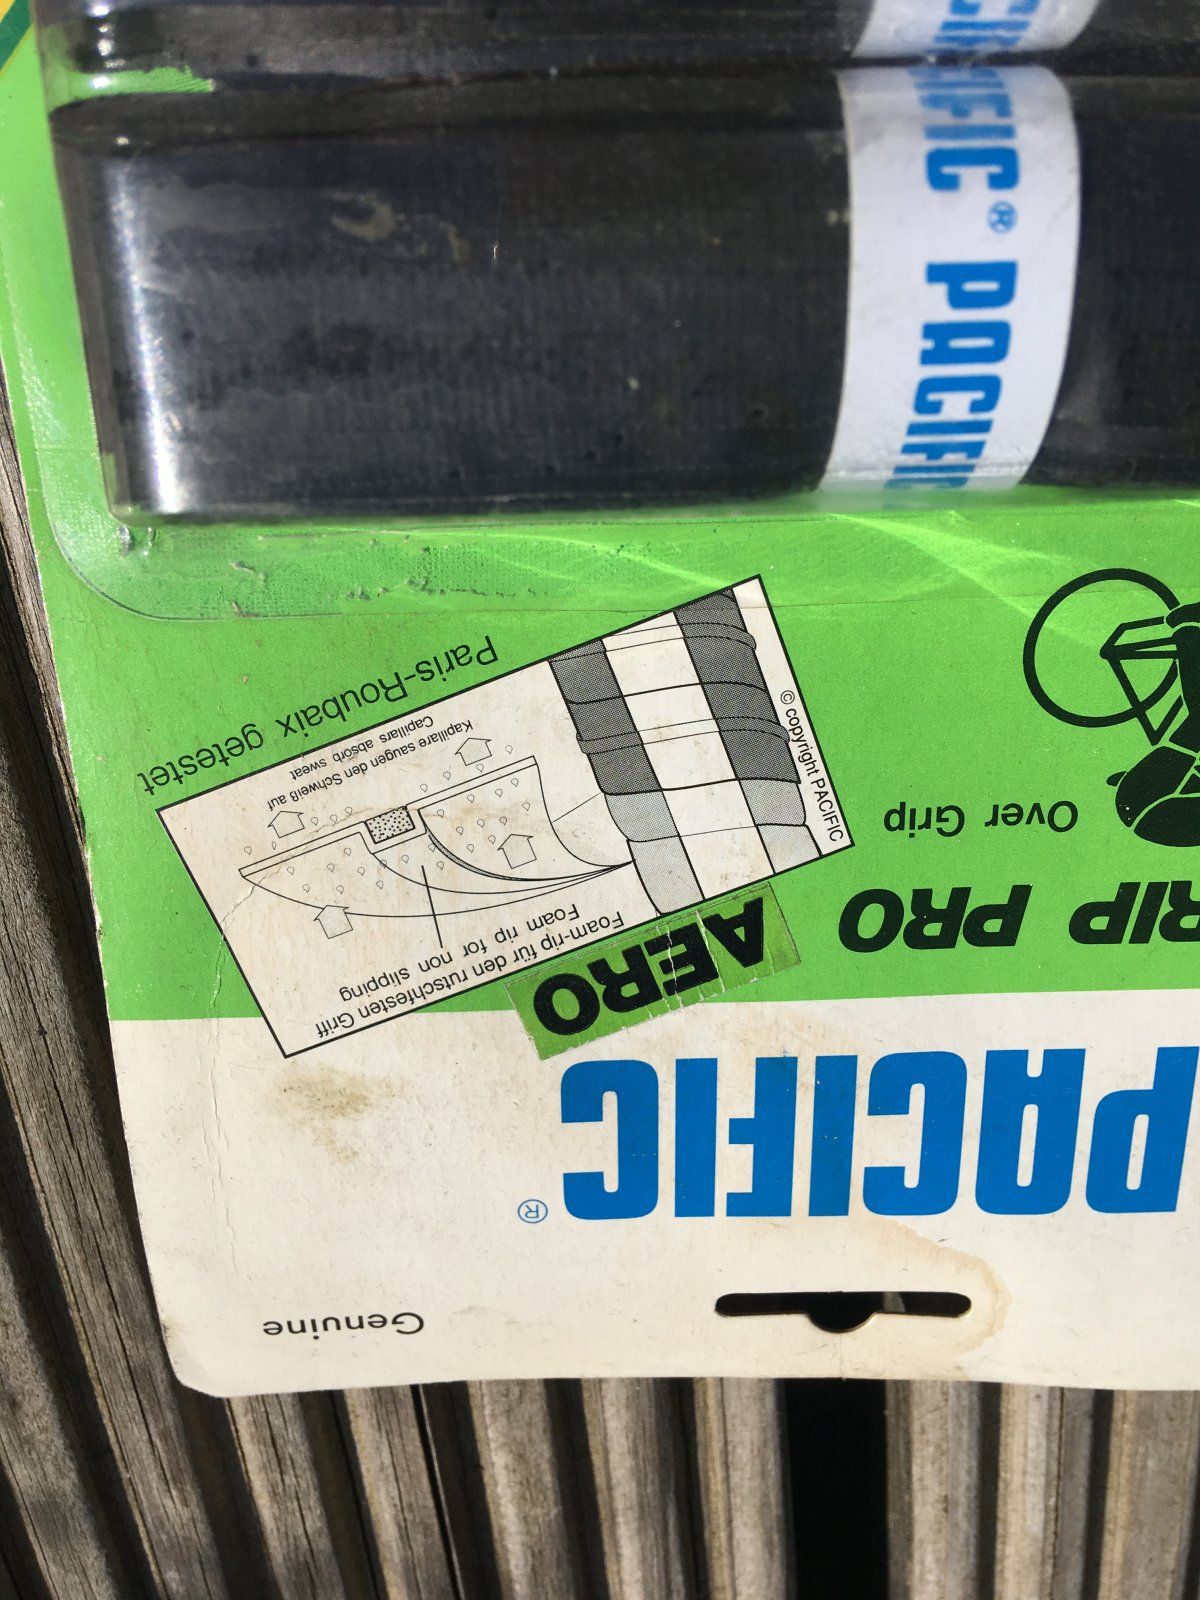 Genuine
PACIFIC®
AERO
RIP PRO
Over Grip
Foam-rip für den rutschfesten Griff
Foam rip for non slipping
© copyright PACIFIC
Capillars absorb sweat
Kapillare saugen den Schweiß auf
Paris-Roubaix getestet
PACIFIC® PACIFIC
CIFIC